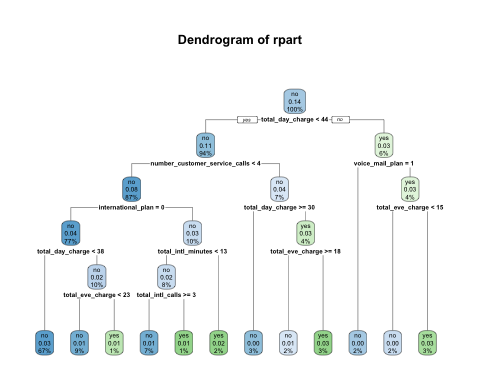 Dendrogram of rpart
no
0.14
100%
yes total_day_charge < 44 no
no
0.11
94%
yes
0.03
6%
number_customer_service_calls < 4
voice_mail_plan = 1
no
0.08
87%
no
0.04
7%
yes
0.03
4%
international_plan = 0
total_day_charge >= 30
total_eve_charge < 15
no
0.04
77%
no
0.03
10%
yes
0.03
4%
total_day_charge < 38
total_intl_minutes < 13
total_eve_charge >= 18
no
0.02
10%
no
0.02
8%
total_eve_charge < 23
total_intl_calls >= 3
no
0.03
67%
no
0.01
9%
yes
0.01
1%
no
0.01
7%
yes
0.01
1%
yes
0.02
2%
no
0.00
3%
no
0.01
2%
yes
0.03
3%
no
0.00
2%
no
0.00
2%
yes
0.03
3%